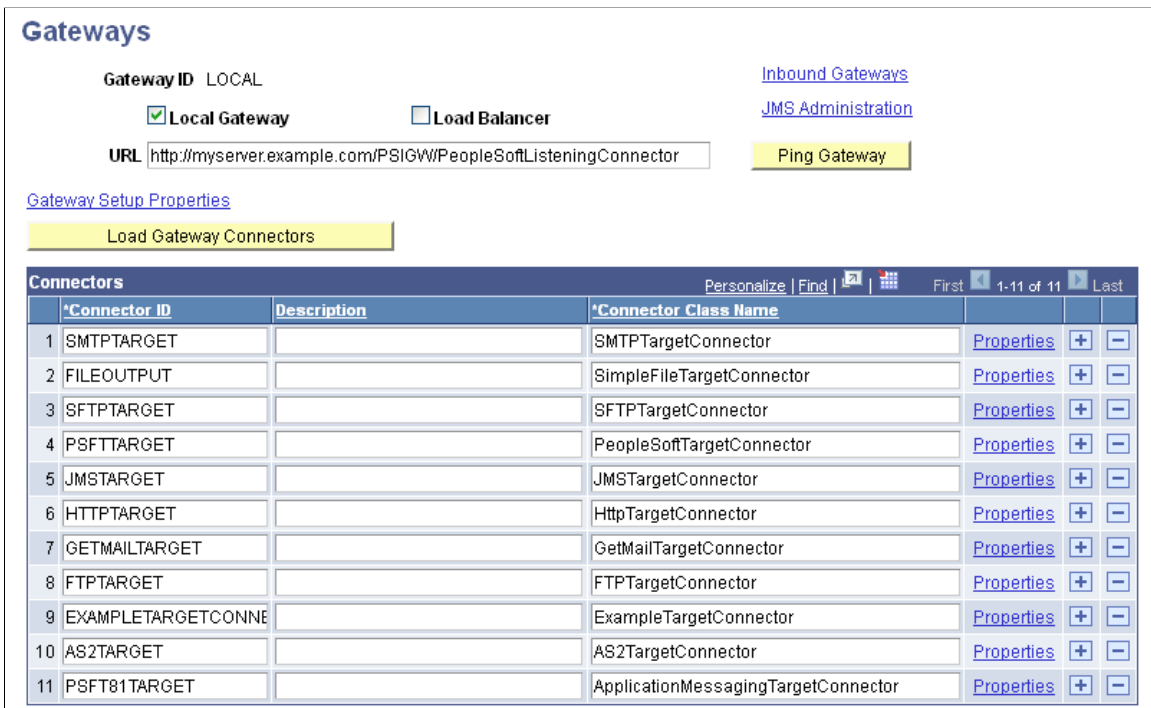 Gateways
Gateway ID LOCAL
Inbound Gateways
Local Gateway Load Balancer
JMS Administration
URL http://myserver.example.com/PSIGW/PeopleSoftListeningConnector Ping Gateway
Gateway Setup Properties
Load Gateway Connectors
Connectors Personalize | Find | | First 1-11 of 11 Last
*Connector ID Description *Connector Class Name
1 SMTPTARGET SMTPTargetConnector Properties
2 FILEOUTPUT SimpleFileTargetConnector Properties
3 SFTPTARGET SFTPTargetConnector Properties
4 PSFTTARGET PeopleSoftTargetConnector Properties
5 JMSTARGET JMSTargetConnector Properties
6 HTTPTARGET HttpTargetConnector Properties
7 GETMAILTARGET GetMailTargetConnector Properties
8 FTPTARGET FTPTargetConnector Properties
9 EXAMPLETARGETCONNE ExampleTargetConnector Properties
10 AS2TARGET AS2TargetConnector Properties
11 PSFT81TARGET ApplicationMessagingTargetConnector Properties